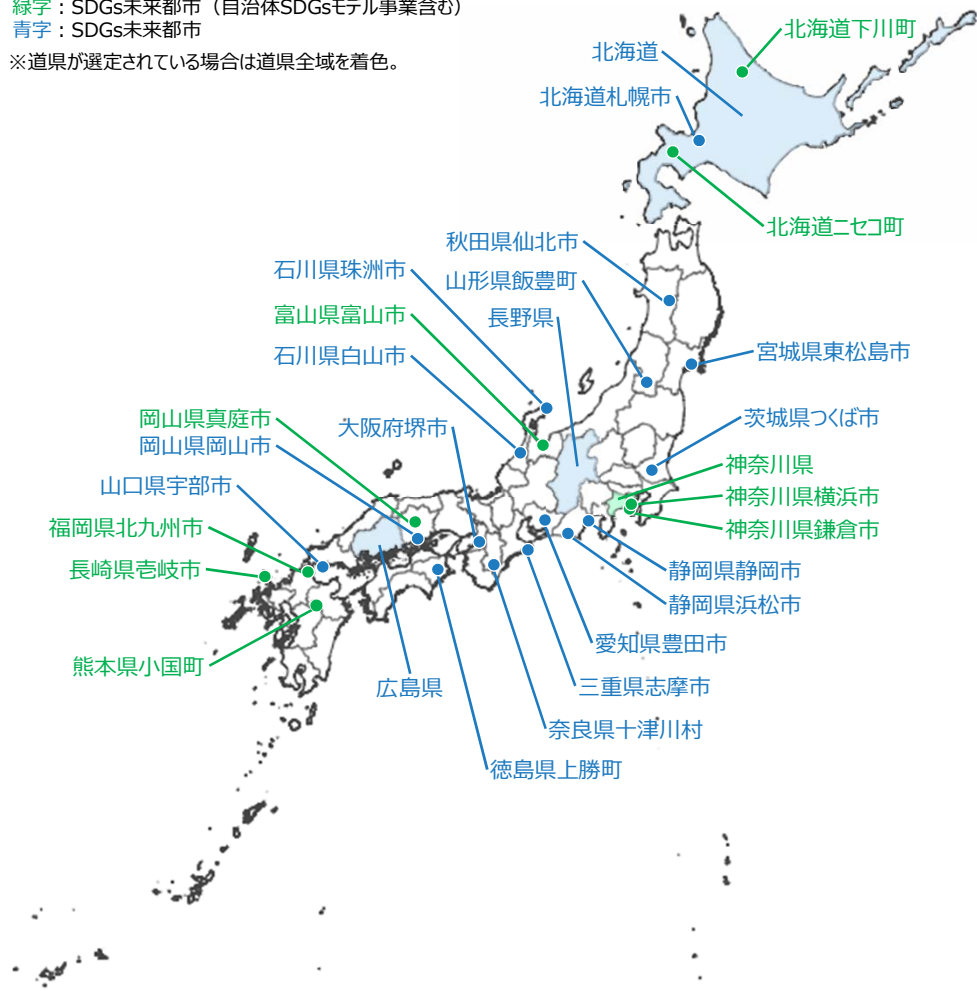 緑字：SDGs未来都市（自治体SDGsモデル事業含む）
青字：SDGs未来都市
※道県が選定されている場合は道県全域を着色。
北海道下川町
北海道
北海道札幌市
北海道ニセコ町
秋田県仙北市
石川県珠洲市
山形県飯豊町
富山県富山市
長野県
石川県白山市
宮城県東松島市
岡山県真庭市
大阪府堺市
茨城県つくば市
岡山県岡山市
神奈川県
山口県宇部市
神奈川県横浜市
福岡県北九州市
神奈川県鎌倉市
長崎県壱岐市
静岡県静岡市
静岡県浜松市
愛知県豊田市
熊本県小国町
広島県
三重県志摩市
奈良県十津川村
徳島県上勝町